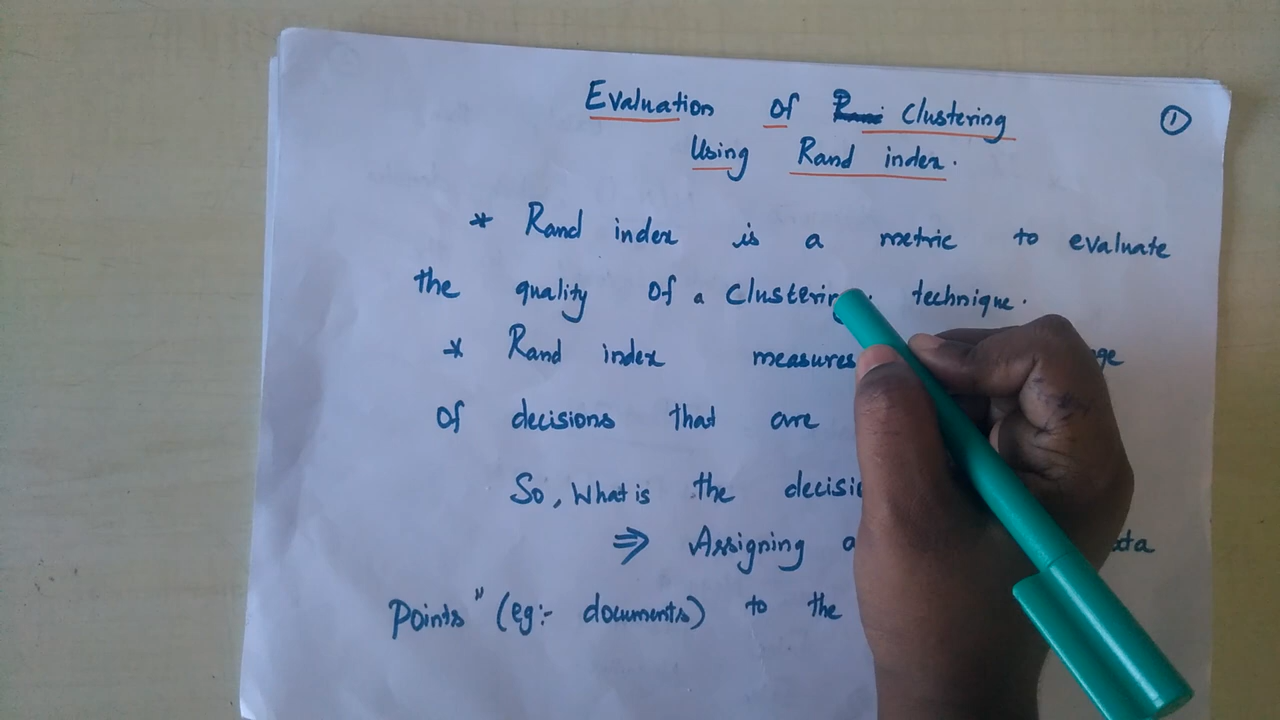 Evaluation of Clustering
①
Using Rand index.
* Rand index is a metric to evaluate
the quality of a clustering technique.
* Rand index measures
of decisions that are
So, What is the
⇒ Assigning
Points" (eg:- documents) to the